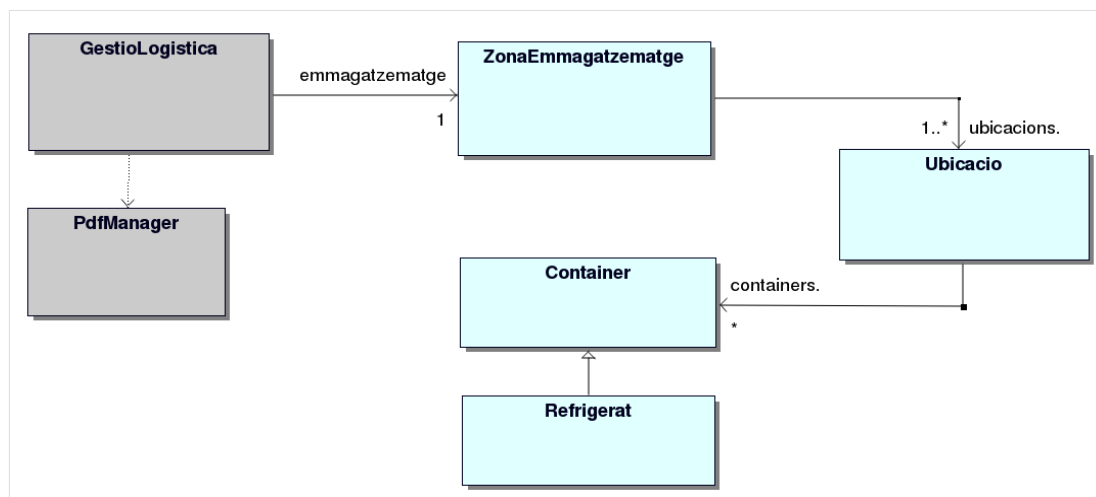 GestioLogistica
ZonaEmmagatzematge
emmagatzematge
1
1..* ubicacions.
Ubicacio
PdfManager
Container
containers.
*
Refrigerat